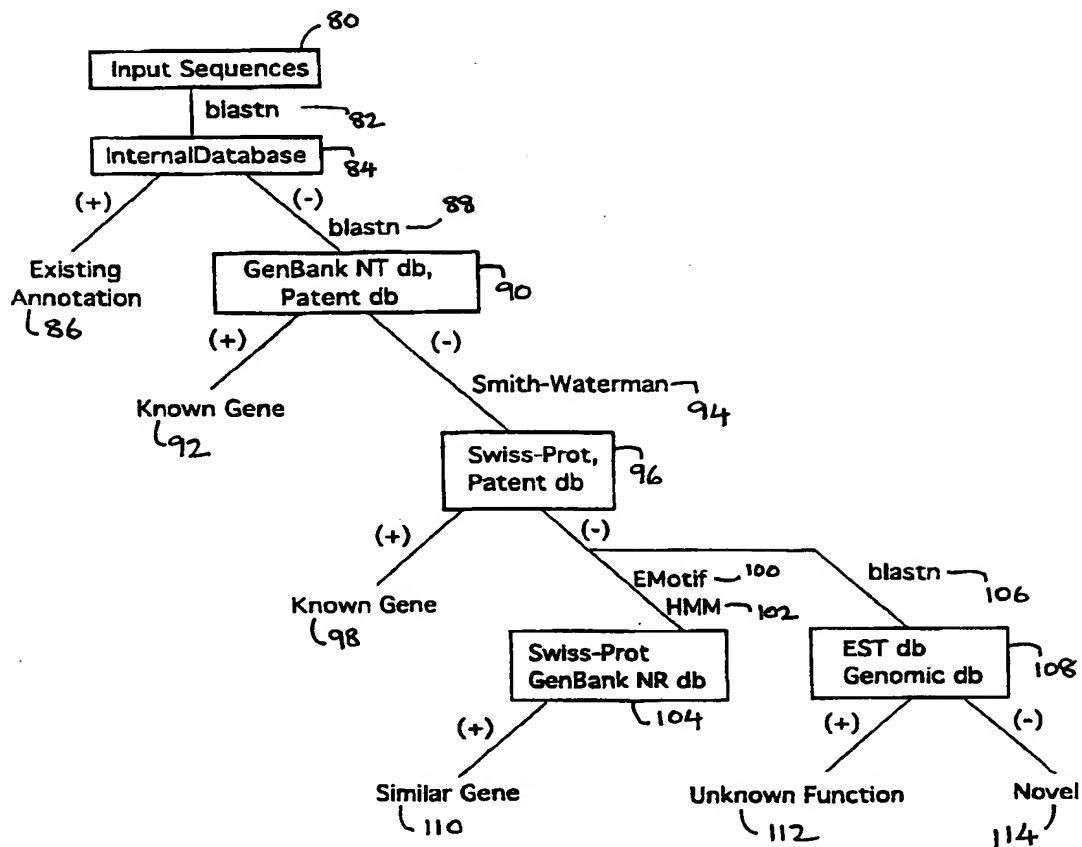 80
Input Sequences
blastn 82
InternalDatabase
84
(+) (-)
blastn 88
Existing
Annotation
86
GenBank NT db,
Patent db
90
(+) (-)
Smith-Waterman 94
Known Gene
92
Swiss-Prot,
Patent db
96
(+) (-)
EMotif 100
HMM 102
blastn 106
Known Gene
98
Swiss-Prot
GenBank NR db
104
EST db
Genomic db
108
(+) (+) (-)
Similar Gene
110
Unknown Function
112
Novel
114